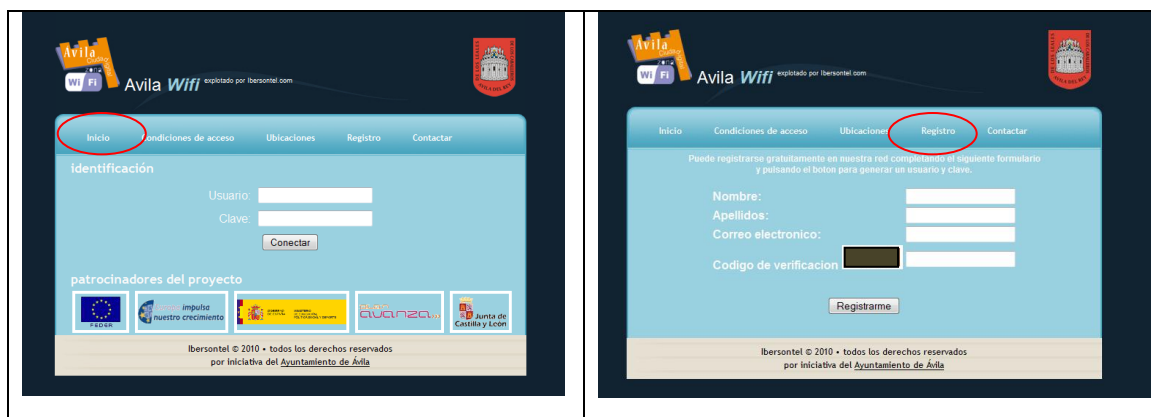 Avila
Wi Fi
Avila Wifi explotado por Ibersontel.com
Inicio Condiciones de acceso Ubicaciones Registro Contactar
identificación
Usuario:
Clave:
Conectar
patrocinadores del proyecto
FEDER
impulsa
nuestro crecimiento
avanza
Junta de
Castilla y León
Ibersontel © 2010 • todos los derechos reservados
por iniciativa del Ayuntamiento de Ávila
Avila
Wi Fi
Avila Wifi explotado por Ibersontel.com
Inicio Condiciones de acceso Ubicaciones Registro Contactar
Puede registrarse gratuitamente en nuestra red completando el siguiente formulario
y pulsando el boton para generar un usuario y clave.
Nombre:
Apellidos:
Correo electronico:
Codigo de verificacion
Registrarme
Ibersontel © 2010 • todos los derechos reservados
por iniciativa del Ayuntamiento de Ávila